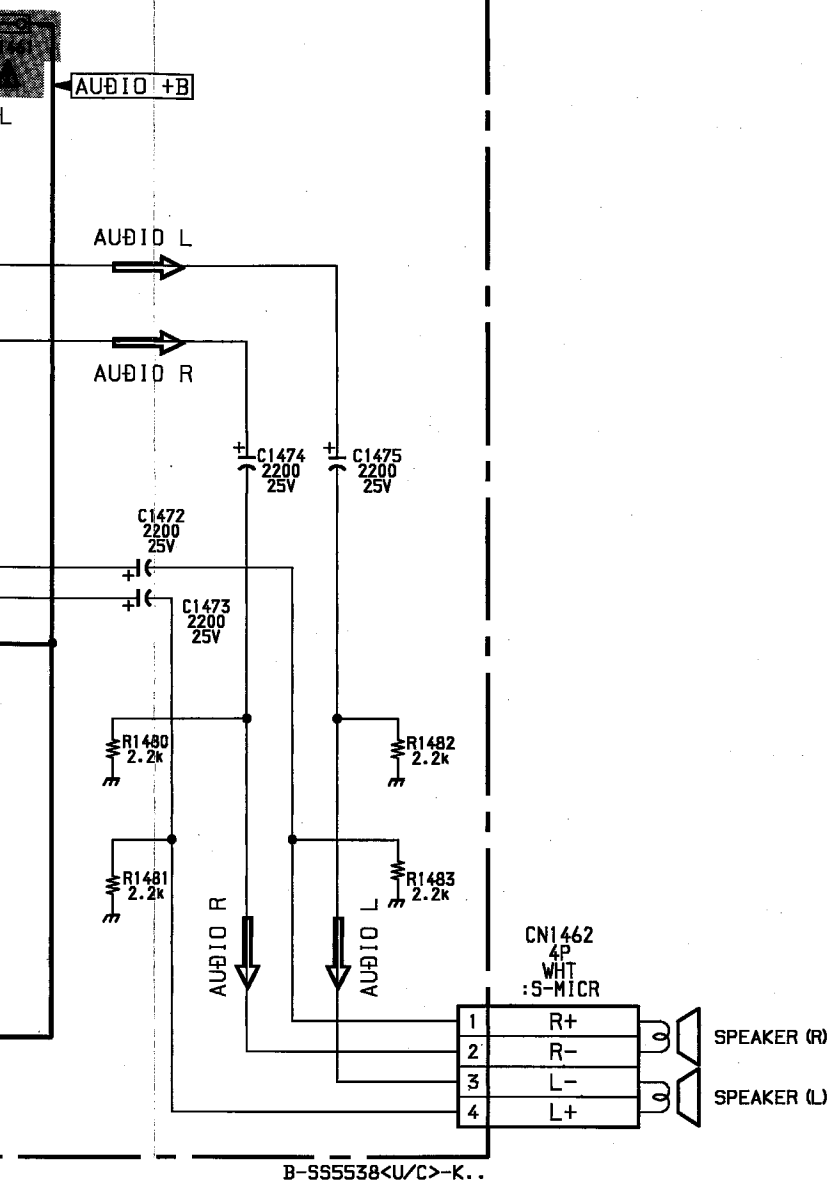 AUDIO +B
L
AUDIO L
AUDIO R
+
C1474
2200
25V
+
C1475
2200
25V
C1472
2200
25V
+
+
C1473
2200
25V
R1480
2.2k
R1482
2.2k
R1481
2.2k
R1483
2.2k
AUDIO R
AUDIO L
CN1462
4P
WHT
:S-MICR
1 R+
2 R-
3 L-
4 L+
SPEAKER (R)
SPEAKER (L)
B-SS5538<U/C>-K..